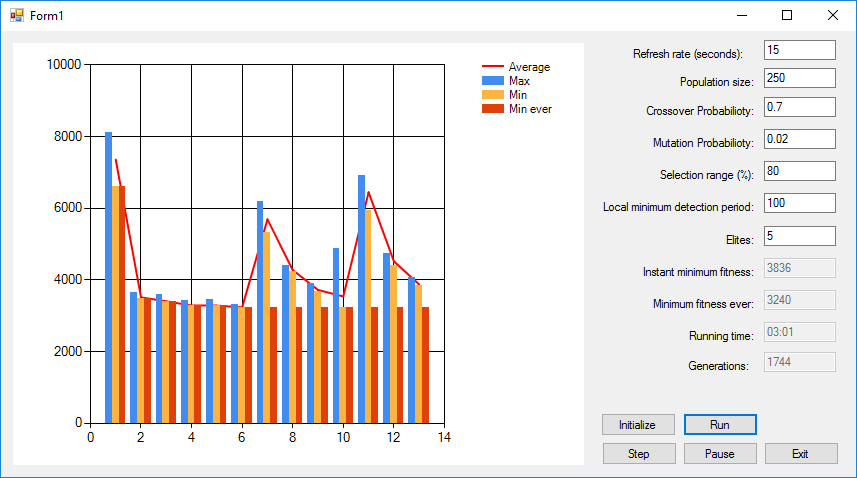 Form1
10000
8000
6000
4000
2000
0
0 2 4 6 8 10 12 14
Average
Max
Min
Min ever
Refresh rate (seconds): 15
Population size: 250
Crossover Probabilioty: 0.7
Mutation Probabilioty: 0.02
Selection range (%): 80
Local minimum detection period: 100
Elites: 5
Instant minimum fitness: 3836
Minimum fitness ever: 3240
Running time: 03:01
Generations: 1744
Initialize Run
Step Pause Exit